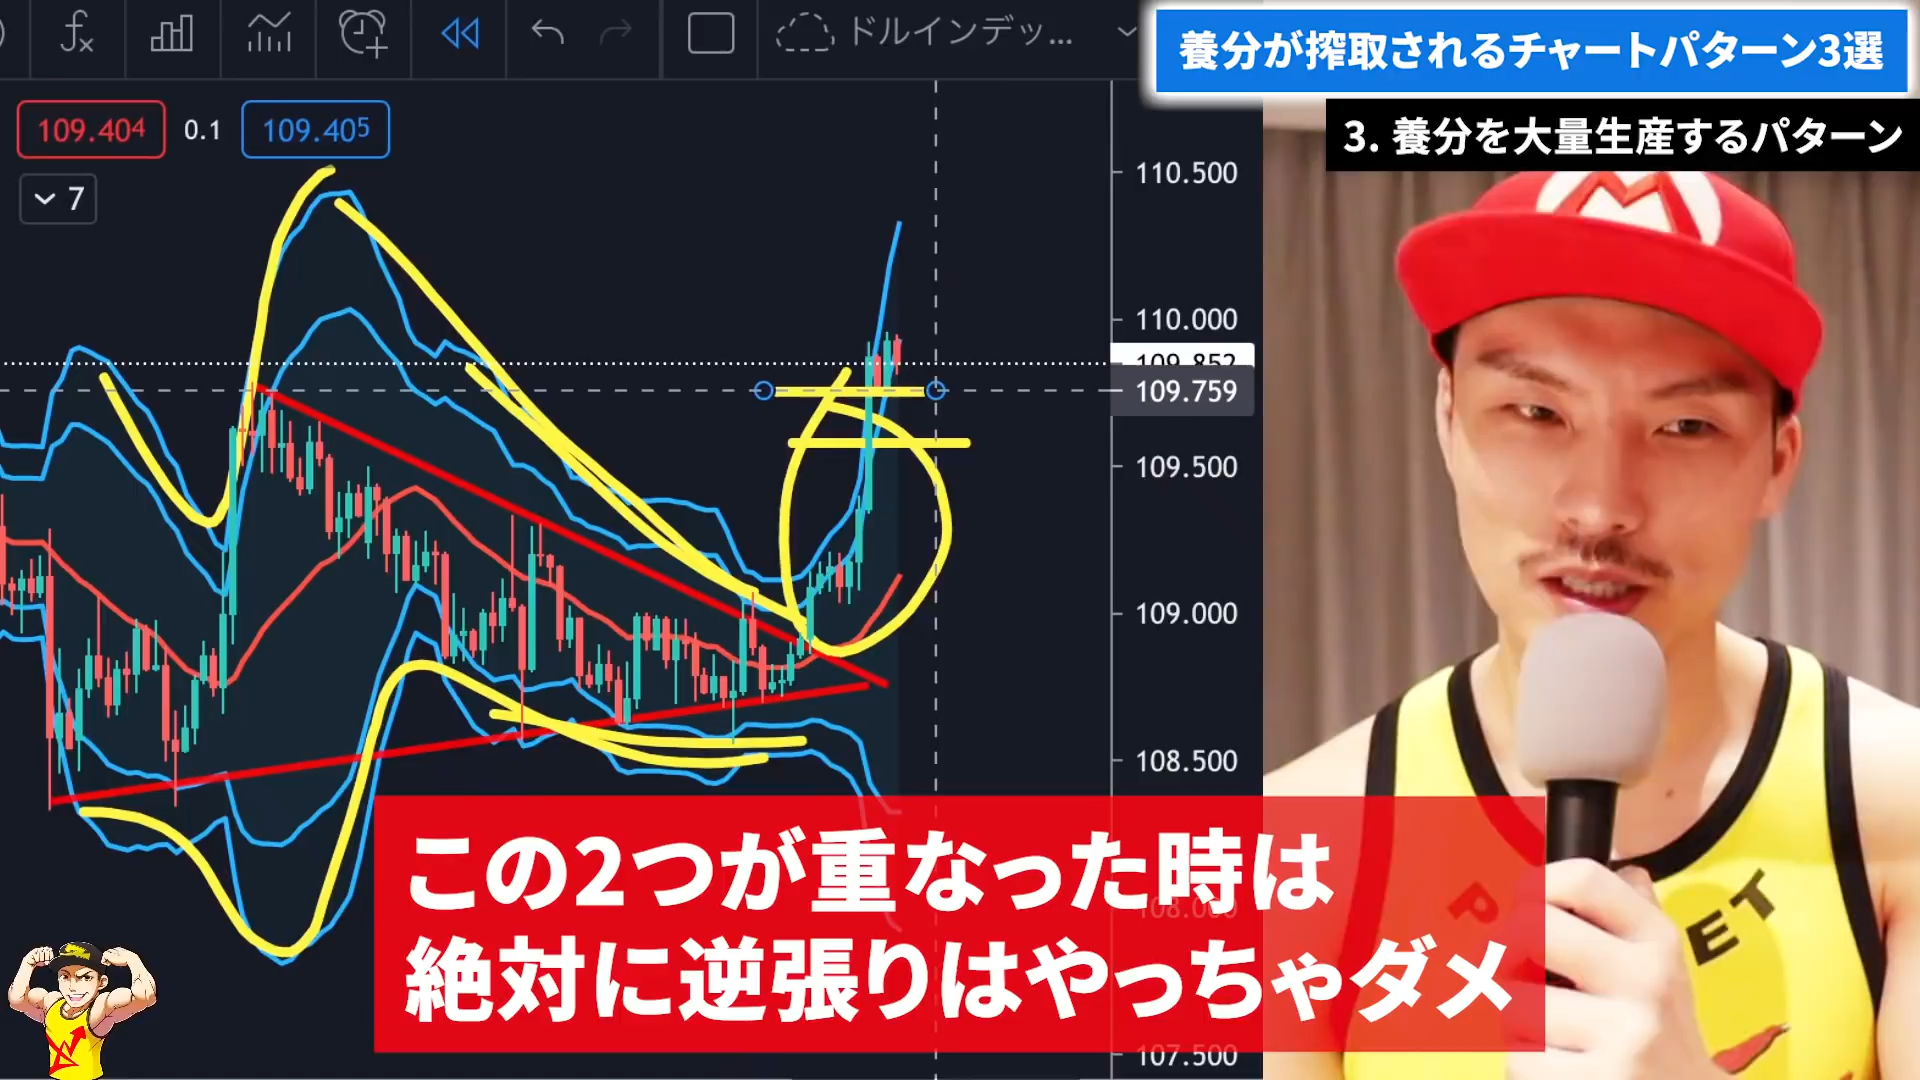 ドルインデッ...
養分が搾取されるチャートパターン3選
3. 養分を大量生産するパターン
109.404
0.1
109.405
7
110.500
110.000
109.852
109.759
109.500
109.000
108.500
108.000
107.500
この2つが重なった時は
絶対に逆張りはやっちゃダメ
M